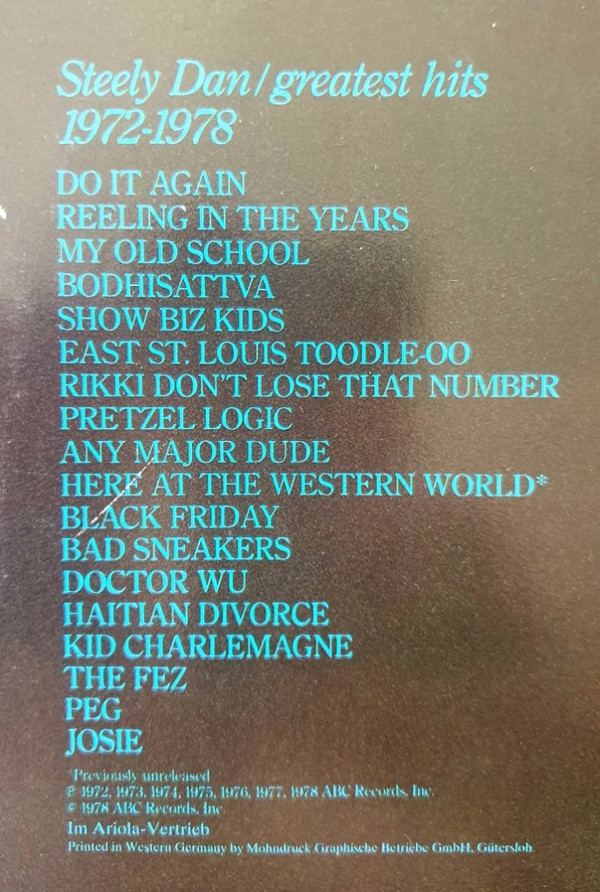 Steely Dan/greatest hits
1972-1978
DO IT AGAIN
REELING IN THE YEARS
MY OLD SCHOOL
BODHISATTVA
SHOW BIZ KIDS
EAST ST. LOUIS TOODLE-OO
RIKKI DON'T LOSE THAT NUMBER
PRETZEL LOGIC
ANY MAJOR DUDE
HERE AT THE WESTERN WORLD*
BLACK FRIDAY
BAD SNEAKERS
DOCTOR WU
HAITIAN DIVORCE
KID CHARLEMAGNE
THE FEZ
PEG
JOSIE
*Previously unreleased
℗ 1972, 1973, 1974, 1975, 1976, 1977, 1978 ABC Records, Inc.
© 1978 ABC Records, Inc
Im Ariola-Vertrieb
Printed in Western Germany by Mohndruck Graphische Betriebe GmbH, Gütersloh